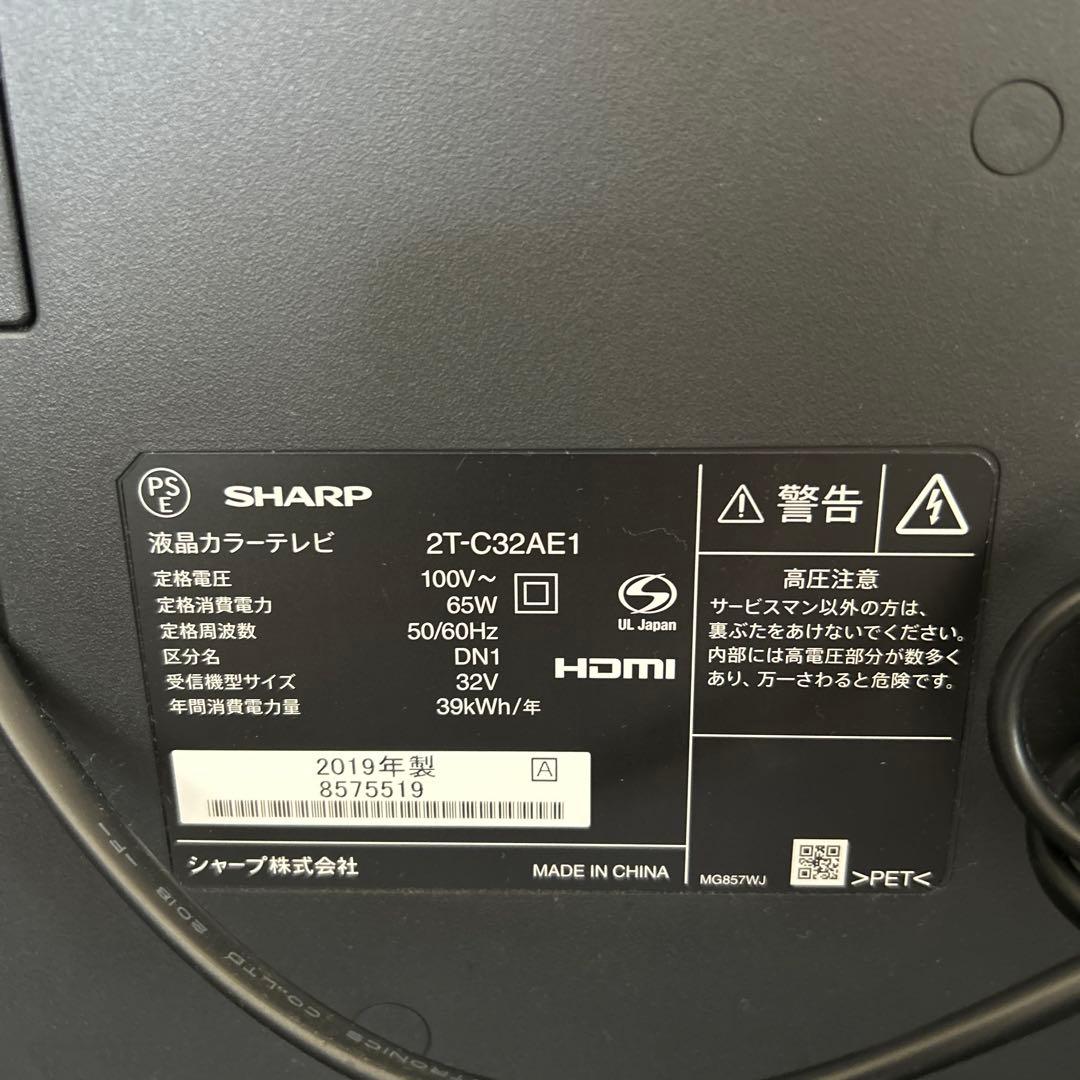 PS
E
SHARP
液晶カラーテレビ 2T-C32AE1
定格電圧 100V～
定格消費電力 65W
定格周波数 50/60Hz
区分名 DN1
受信機型サイズ 32V
年間消費電力量 39kWh/年
UL Japan
HDMI
2019年製 A
8575519
シャープ株式会社 MADE IN CHINA
警告
高圧注意
サービスマン以外の方は、
裏ぶたをあけないでください。
内部には高電圧部分が数多く
あり、万一さわると危険です。
MG857WJ
>PET<
CO.,LTD 2018